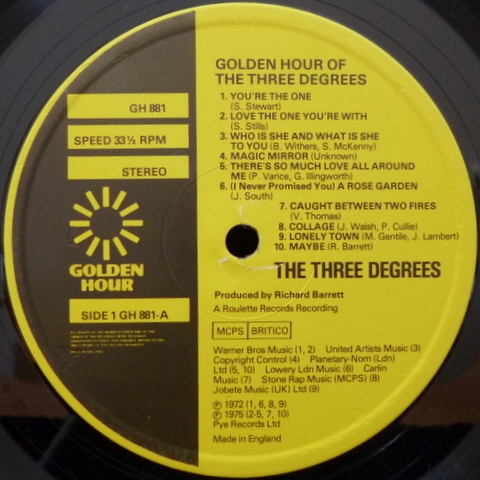 GH 881
SPEED 33⅓ RPM
STEREO
GOLDEN
HOUR
SIDE 1 GH 881-A
GOLDEN HOUR OF
THE THREE DEGREES
1. YOU'RE THE ONE
(S. Stewart)
2. LOVE THE ONE YOU'RE WITH
(S. Stills)
3. WHO IS SHE AND WHAT IS SHE
TO YOU (B. Withers, S. McKenny)
4. MAGIC MIRROR (Unknown)
5. THERE'S SO MUCH LOVE ALL AROUND
ME (P. Vance, G. Illingworth)
6. (I Never Promised You) A ROSE GARDEN
(J. South)
7. CAUGHT BETWEEN TWO FIRES
(V. Thomas)
8. COLLAGE (J. Walsh, P. Cullie)
9. LONELY TOWN (M. Gentile, J. Lambert)
10. MAYBE (R. Barrett)
THE THREE DEGREES
Produced by Richard Barrett
A Roulette Records Recording
MCPS BRITICO
Warner Bros Music (1, 2) United Artists Music (3)
Copyright Control (4) Planetary-Nom (Ldn)
Ltd (5, 10) Lowery Ldn Music (6) Carlin
Music (7) Stone Rap Music (MCPS) (8)
Jobete Music (UK) Ltd (9)
Ⓟ 1972 (1, 6, 8, 9)
Ⓟ 1975 (2-5, 7, 10)
Pye Records Ltd
Made in England